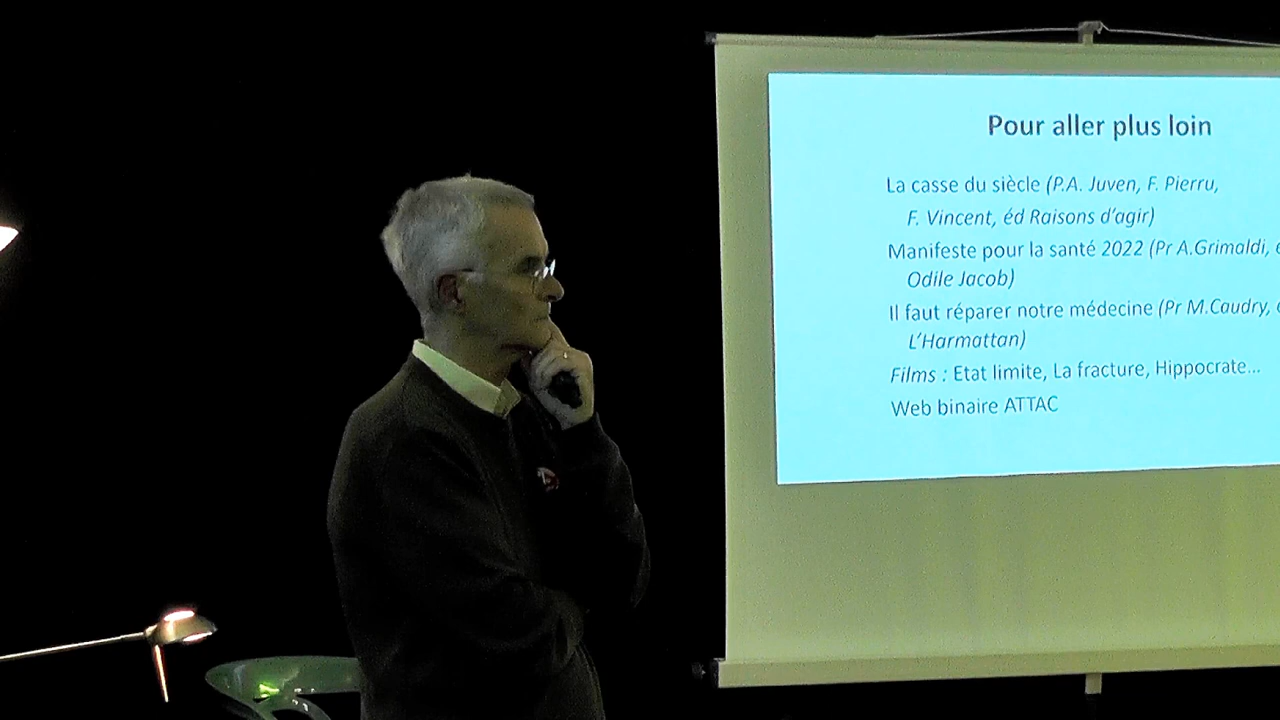 Pour aller plus loin
La casse du siècle (P.A. Juven, F. Pierru,
F. Vincent, éd Raisons d'agir)
Manifeste pour la santé 2022 (Pr A.Grimaldi,
Odile Jacob)
Il faut réparer notre médecine (Pr M.Caudry,
L'Harmattan)
Films : Etat limite, La fracture, Hippocrate...
Web binaire ATTAC